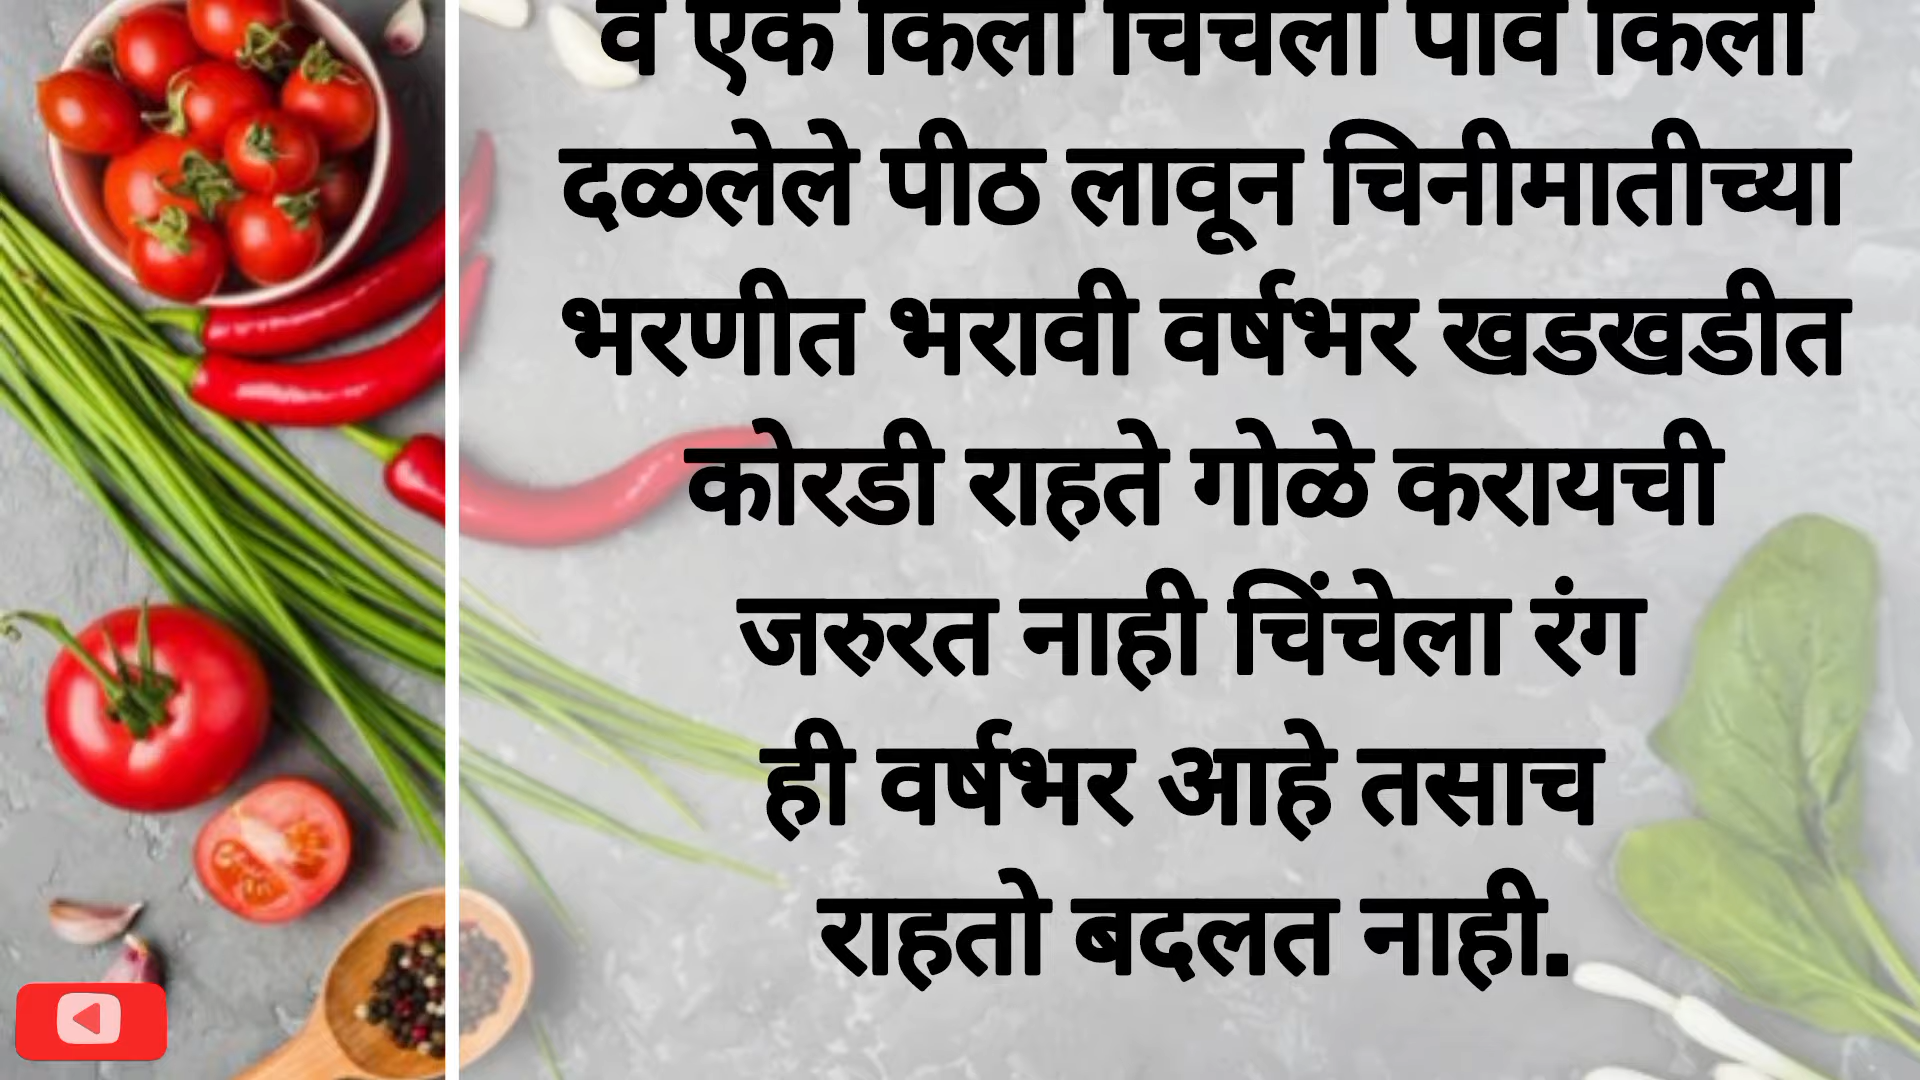 व एक किलो चिंचेला पाव किलो
दळलेले पीठ लावून चिनीमातीच्या
भरणीत भरावी वर्षभर खडखडीत
कोरडी राहते गोळे करायची
जरुरत नाही चिंचेला रंग
ही वर्षभर आहे तसाच
राहतो बदलत नाही.